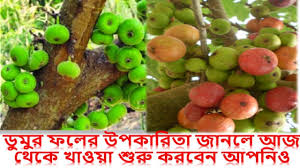 ডুমুর ফলের উপকারিতা জানলে আজ
থেকে খাওয়া শুরু করবেন আপনিও